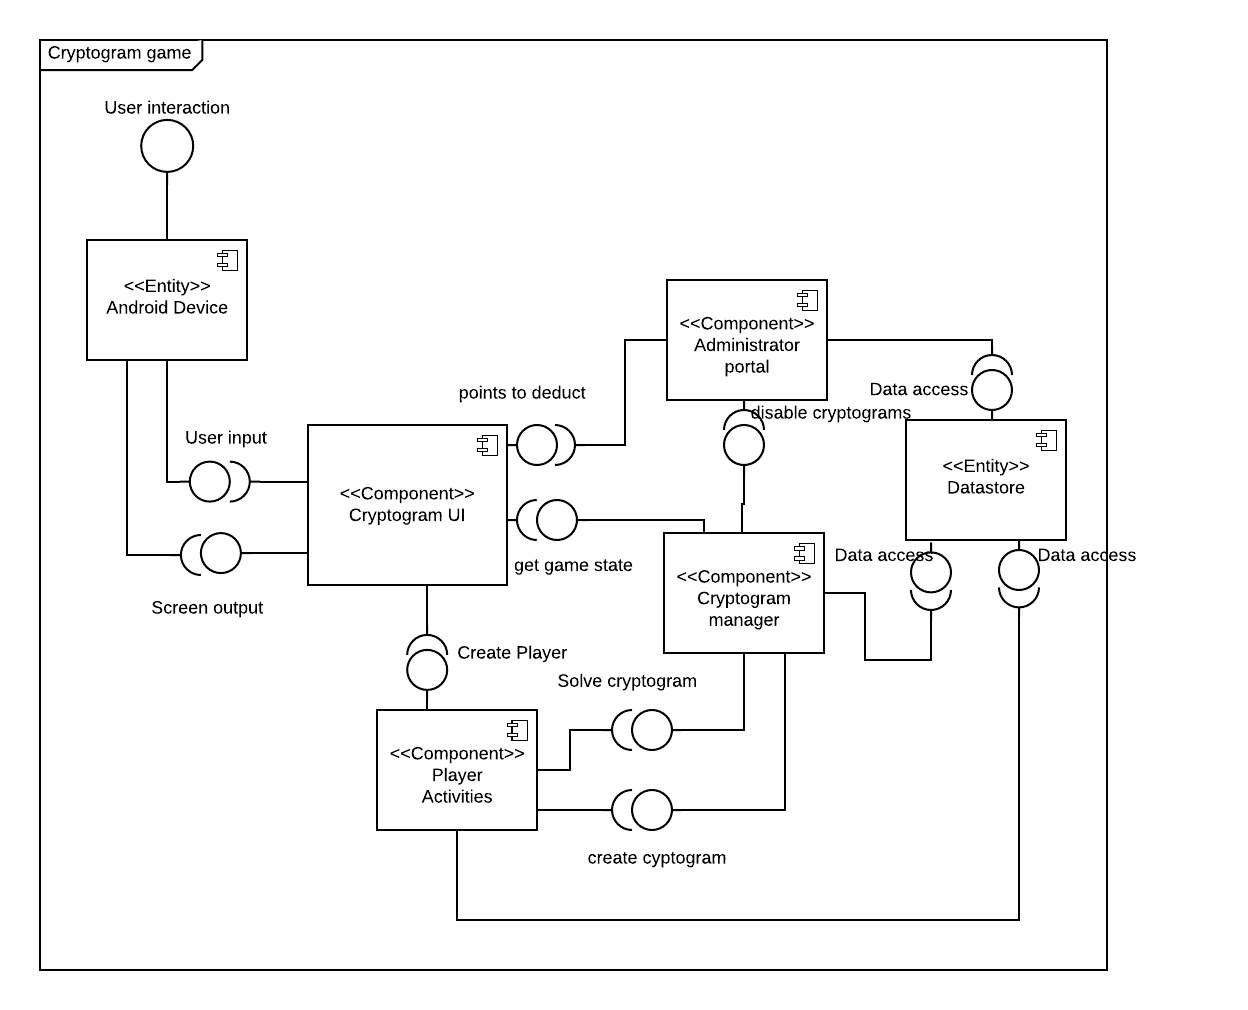 Cryptogram game
User interaction
<<Entity>>
Android Device
<<Component>>
Administrator
portal
points to deduct
Data access
disable cryptograms
User input
<<Component>>
Cryptogram UI
<<Entity>>
Datastore
get game state
Data access
Data access
<<Component>>
Cryptogram
manager
Screen output
Create Player
Solve cryptogram
<<Component>>
Player
Activities
create cyptogram